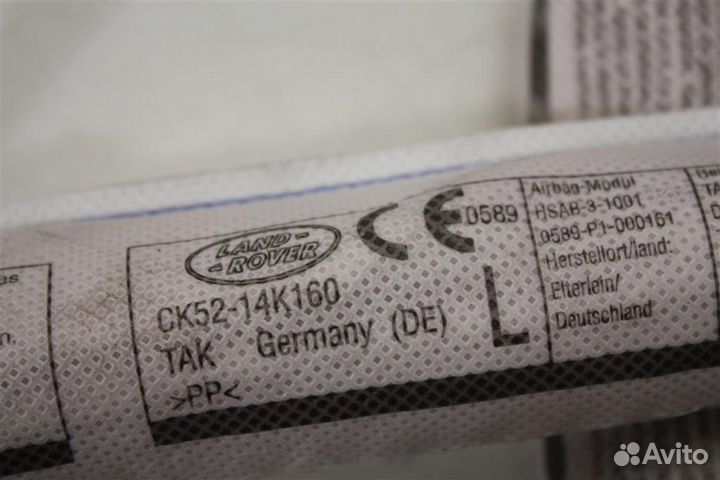 LAND
ROVER
CE 0589
CK52-14K160
TAK Germany (DE)
>PP<
L
Airbag-Modul
HSAB-3-1001
0589-P1-000161
Herstellort/land:
Elterlein/
Deutschland
Avito